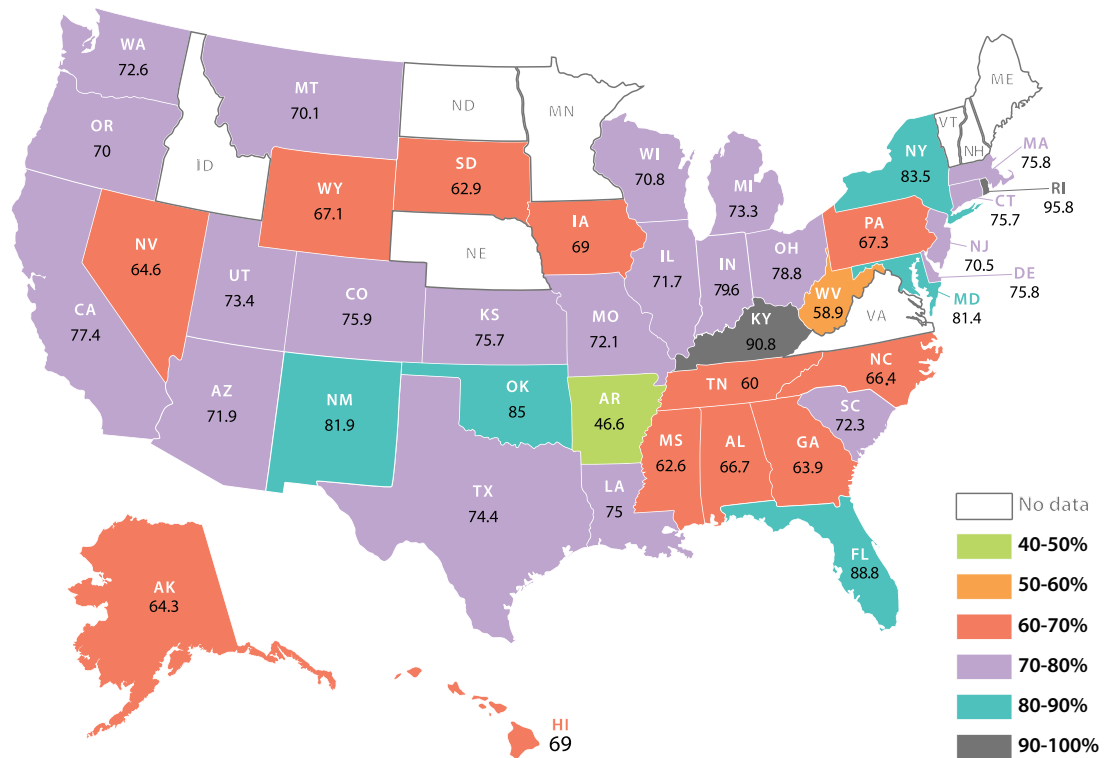 WA
72.6
MT
70.1
ND
MN
ME
OR
70
ID
WY
67.1
SD
62.9
WI
70.8
MI
73.3
NY
83.5
VT
NH
MA
75.8
RI
95.8
CT
75.7
NV
64.6
UT
73.4
CO
75.9
NE
IA
69
IL
71.7
IN
79.6
OH
78.8
PA
67.3
NJ
70.5
DE
75.8
MD
81.4
CA
77.4
KS
75.7
MO
72.1
KY
90.8
WV
58.9
VA
AZ
71.9
NM
81.9
OK
85
AR
46.6
TN 60
NC
66.4
SC
72.3
TX
74.4
LA
75
MS
62.6
AL
66.7
GA
63.9
FL
88.8
AK
64.3
HI
69
No data
40-50%
50-60%
60-70%
70-80%
80-90%
90-100%